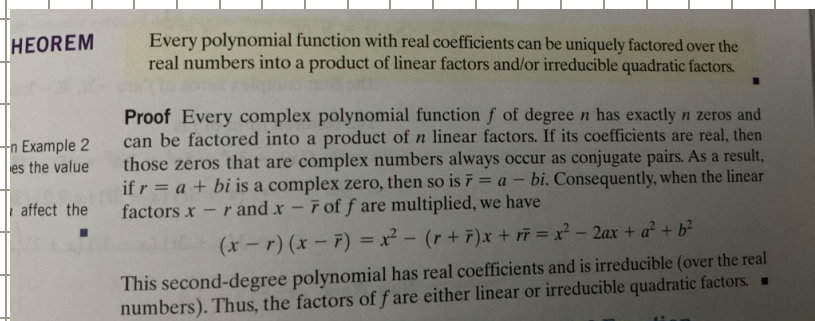 HEOREM
Every polynomial function with real coefficients can be uniquely factored over the
real numbers into a product of linear factors and/or irreducible quadratic factors.
Proof Every complex polynomial function f of degree n has exactly n zeros and
can be factored into a product of n linear factors. If its coefficients are real, then
those zeros that are complex numbers always occur as conjugate pairs. As a result,
if r = a + bi is a complex zero, then so is r̄ = a − bi. Consequently, when the linear
factors x − r and x − r̄ of f are multiplied, we have
(x − r)(x − r̄) = x² − (r + r̄)x + rr̄ = x² − 2ax + a² + b²
This second-degree polynomial has real coefficients and is irreducible (over the real
numbers). Thus, the factors of f are either linear or irreducible quadratic factors.
n Example 2
es the value
affect the